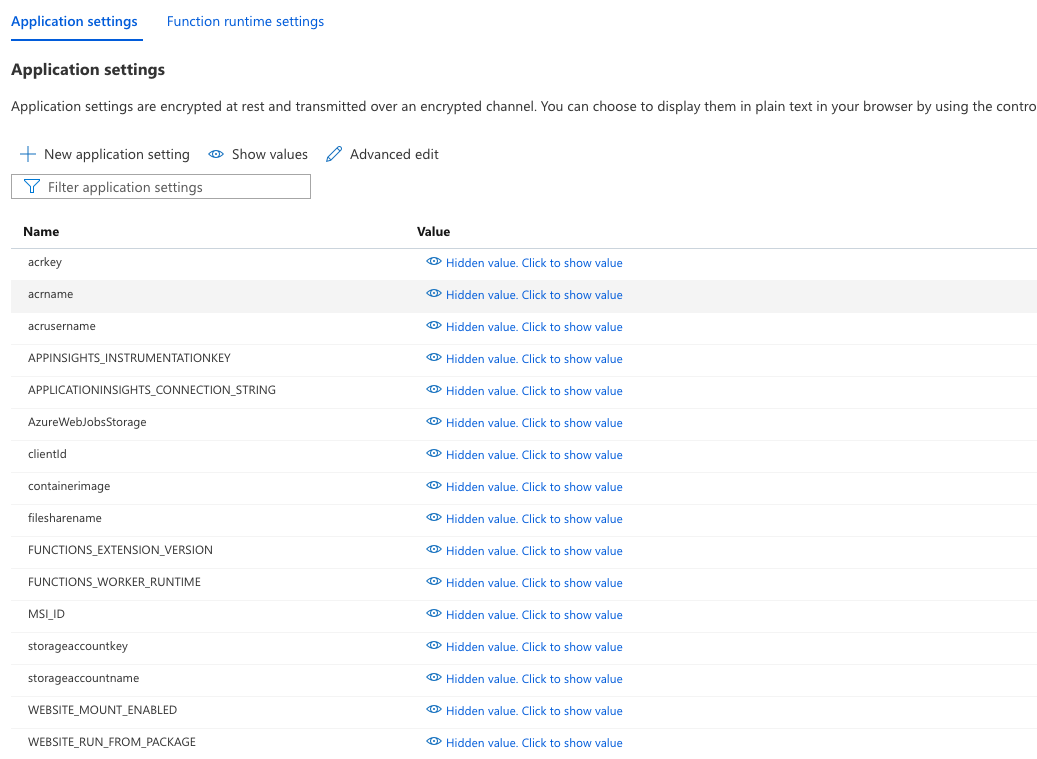 Application settings Function runtime settings
Application settings
Application settings are encrypted at rest and transmitted over an encrypted channel. You can choose to display them in plain text in your browser by using the contro
New application setting Show values Advanced edit
Filter application settings
Name Value
acrkey Hidden value. Click to show value
acrname Hidden value. Click to show value
acrusername Hidden value. Click to show value
APPINSIGHTS_INSTRUMENTATIONKEY Hidden value. Click to show value
APPLICATIONINSIGHTS_CONNECTION_STRING Hidden value. Click to show value
AzureWebJobsStorage Hidden value. Click to show value
clientId Hidden value. Click to show value
containerimage Hidden value. Click to show value
filesharename Hidden value. Click to show value
FUNCTIONS_EXTENSION_VERSION Hidden value. Click to show value
FUNCTIONS_WORKER_RUNTIME Hidden value. Click to show value
MSI_ID Hidden value. Click to show value
storageaccountkey Hidden value. Click to show value
storageaccountname Hidden value. Click to show value
WEBSITE_MOUNT_ENABLED Hidden value. Click to show value
WEBSITE_RUN_FROM_PACKAGE Hidden value. Click to show value